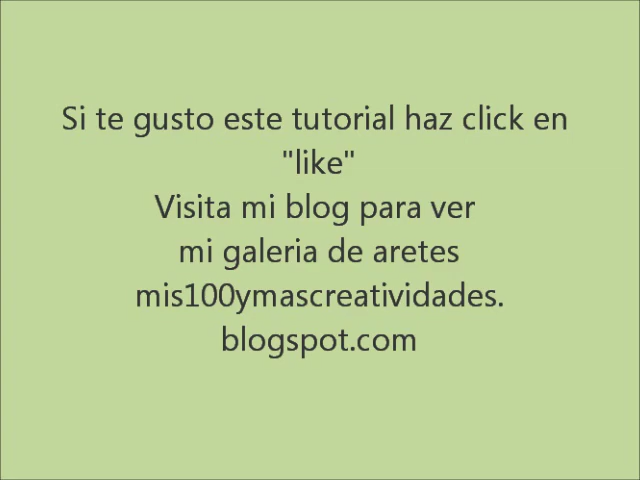 Si te gusto este tutorial haz click en
"like"
Visita mi blog para ver
mi galeria de aretes
mis100ymascreatividades.
blogspot.com